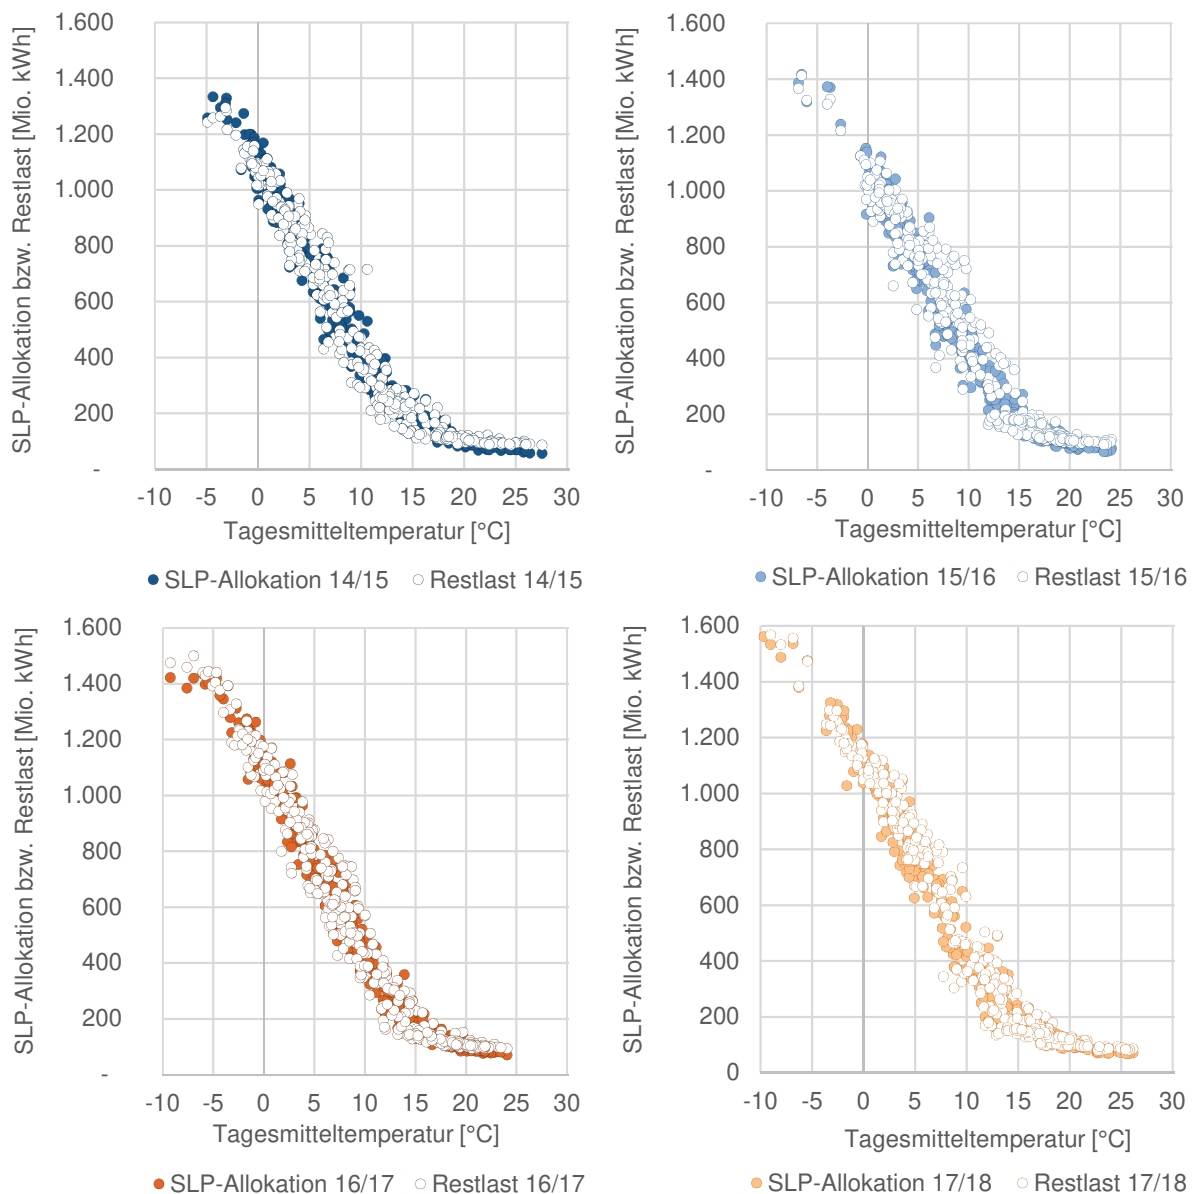 SLP-Allokation bzw. Restlast [Mio. kWh]
1.600
1.400
1.200
1.000
800
600
400
200
-
-10 -5 0 5 10 15 20 25 30
Tagesmitteltemperatur [°C]
SLP-Allokation 14/15 Restlast 14/15
SLP-Allokation bzw. Restlast [Mio. kWh]
1.600
1.400
1.200
1.000
800
600
400
200
-
-10 -5 0 5 10 15 20 25 30
Tagesmitteltemperatur [°C]
SLP-Allokation 15/16 Restlast 15/16
SLP-Allokation bzw. Restlast [Mio. kWh]
1.600
1.400
1.200
1.000
800
600
400
200
-
-10 -5 0 5 10 15 20 25 30
Tagesmitteltemperatur [°C]
SLP-Allokation 16/17 Restlast 16/17
SLP-Allokation bzw. Restlast [Mio. kWh]
1.600
1.400
1.200
1.000
800
600
400
200
0
-10 -5 0 5 10 15 20 25 30
Tagesmitteltemperatur [°C]
SLP-Allokation 17/18 Restlast 17/18